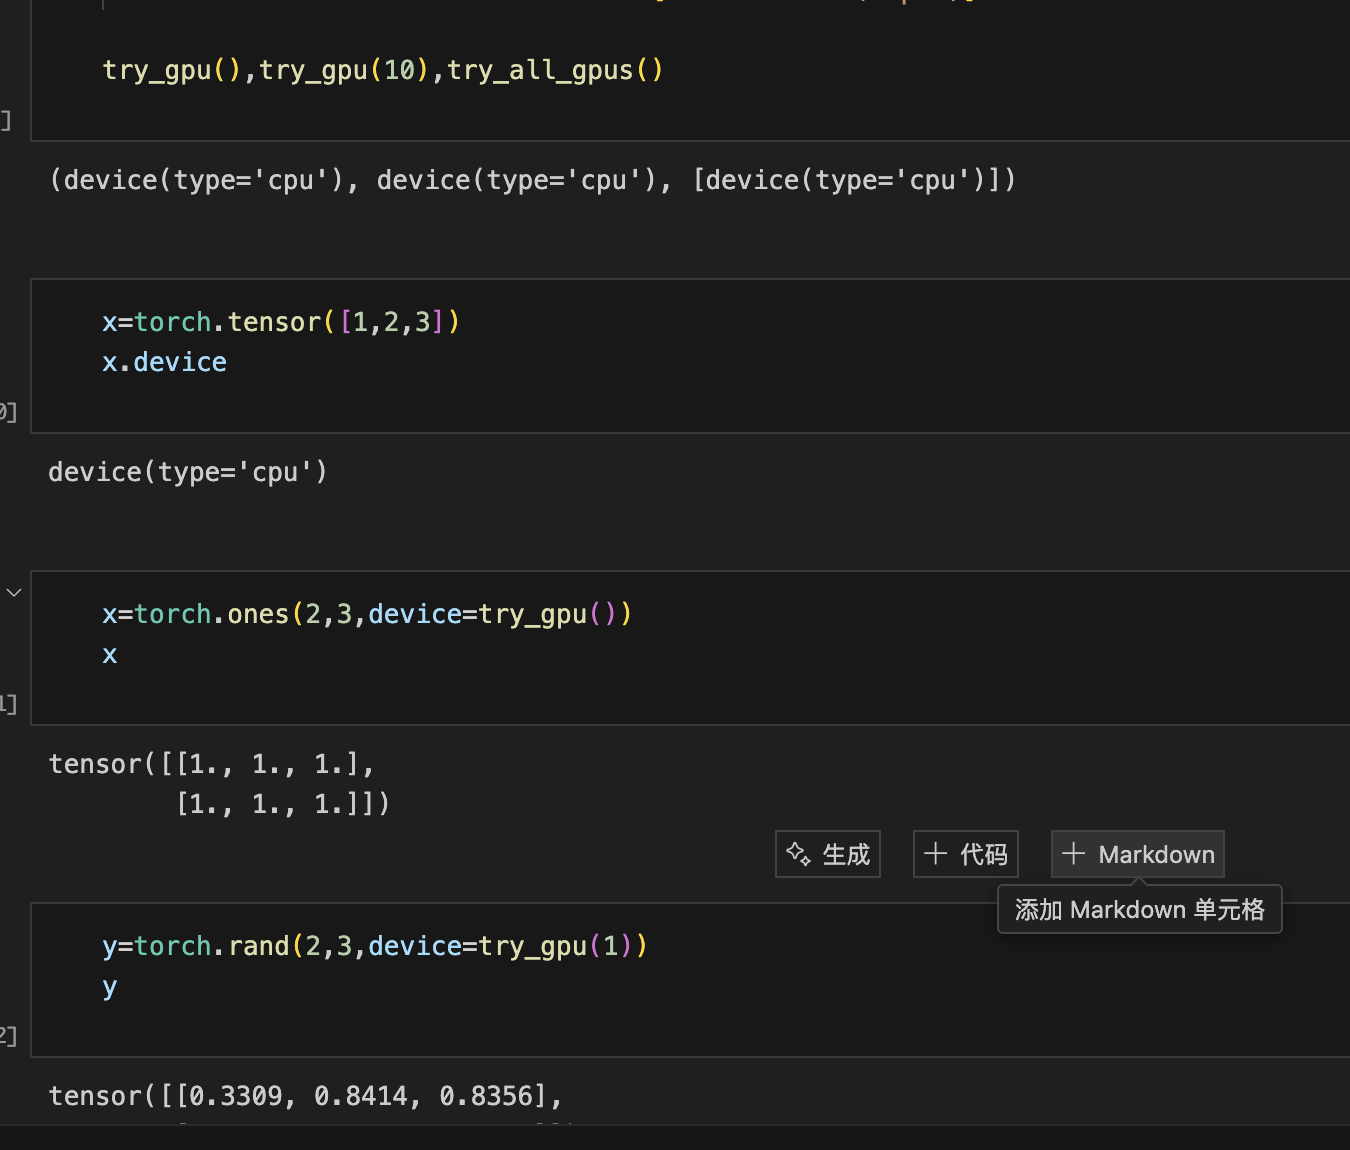 try_gpu(),try_gpu(10),try_all_gpus()
]
(device(type='cpu'), device(type='cpu'), [device(type='cpu')])
x=torch.tensor([1,2,3])
x.device
0]
device(type='cpu')
x=torch.ones(2,3,device=try_gpu())
x
1]
tensor([[1., 1., 1.],
[1., 1., 1.]])
生成 代码 Markdown
添加 Markdown 单元格
y=torch.rand(2,3,device=try_gpu(1))
y
2]
tensor([[0.3309, 0.8414, 0.8356],